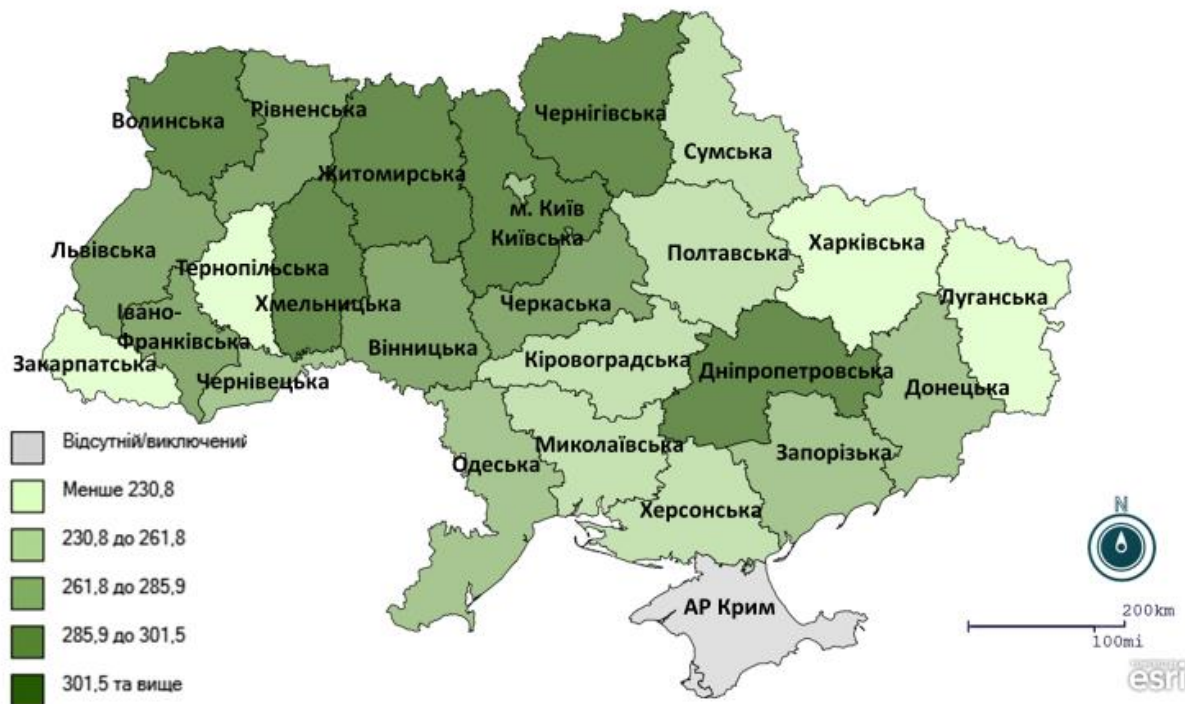 Чернігівська
Волинська
Рівненська
Сумська
Житомирська
м. Київ
Київська
Львівська
Тернопільська
Полтавська
Харківська
Хмельницька
Черкаська
Луганська
Івано-
Франківська
Вінницька
Закарпатська
Кіровоградська
Дніпропетровська
Чернівецька
Донецька
Миколаївська
Запорізька
Одеська
Херсонська
АР Крим
Відсутній/виключений
Менше 230,8
230,8 до 261,8
261,8 до 285,9
285,9 до 301,5
301,5 та вище
N
200km
100mi
esri